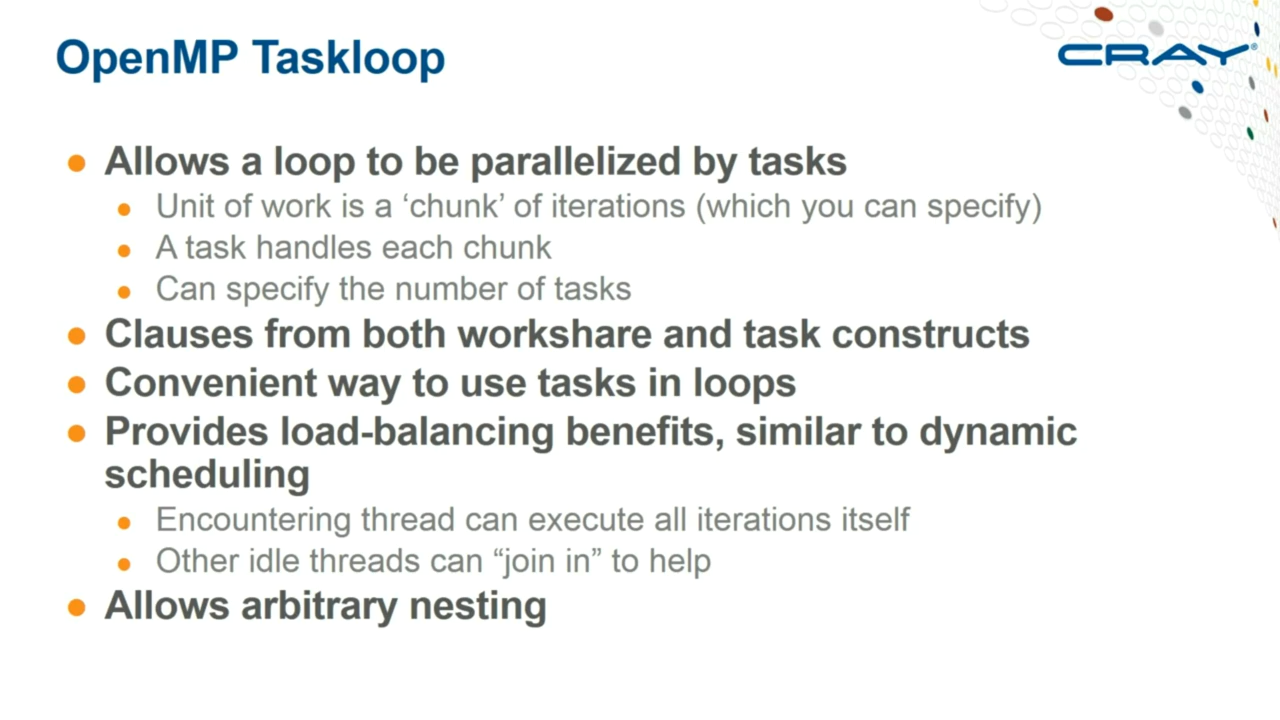 OpenMP Taskloop
CRAY®
Allows a loop to be parallelized by tasks
Unit of work is a ‘chunk’ of iterations (which you can specify)
A task handles each chunk
Can specify the number of tasks
Clauses from both workshare and task constructs
Convenient way to use tasks in loops
Provides load-balancing benefits, similar to dynamic
scheduling
Encountering thread can execute all iterations itself
Other idle threads can “join in” to help
Allows arbitrary nesting